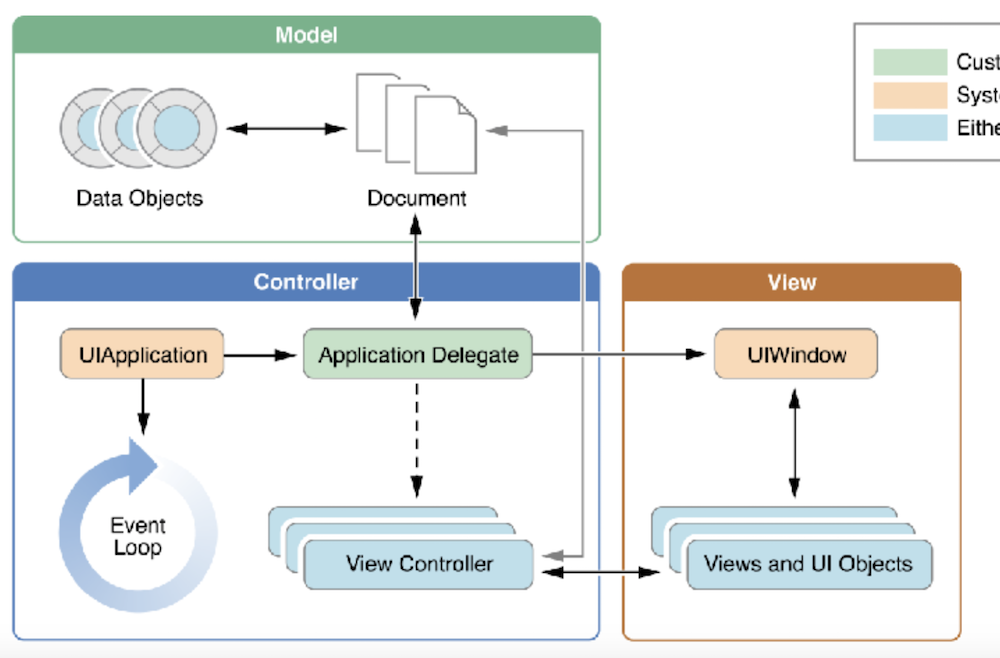 Model
Cust
Syste
Eithe
Data Objects
Document
Controller
View
UIApplication
Application Delegate
UIWindow
Event
Loop
View Controller
Views and UI Objects